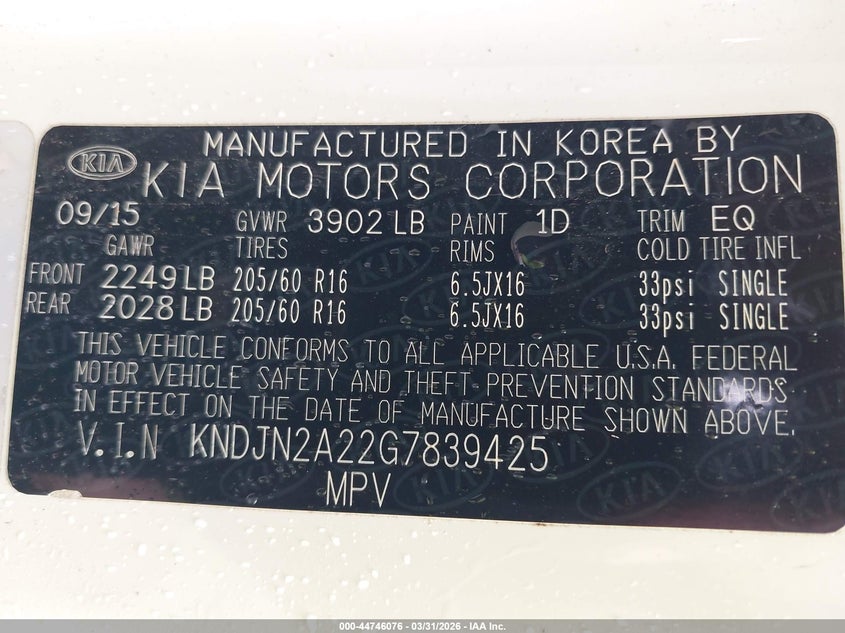 KIA
MANUFACTURED IN KOREA BY
KIA MOTORS CORPORATION
09/15 GVWR 3902 LB PAINT 1D TRIM EQ
GAWR TIRES RIMS COLD TIRE INFL
FRONT 2249 LB 205/60 R16 6.5JX16 33psi SINGLE
REAR 2028 LB 205/60 R16 6.5JX16 33psi SINGLE
THIS VEHICLE CONFORMS TO ALL APPLICABLE U.S.A. FEDERAL
MOTOR VEHICLE SAFETY AND THEFT PREVENTION STANDARDS
IN EFFECT ON THE DATE OF MANUFACTURE SHOWN ABOVE.
V.I.N KNDJN2A22G7839425
MPV
000-44746076 - 03/31/2026 - IAA Inc.